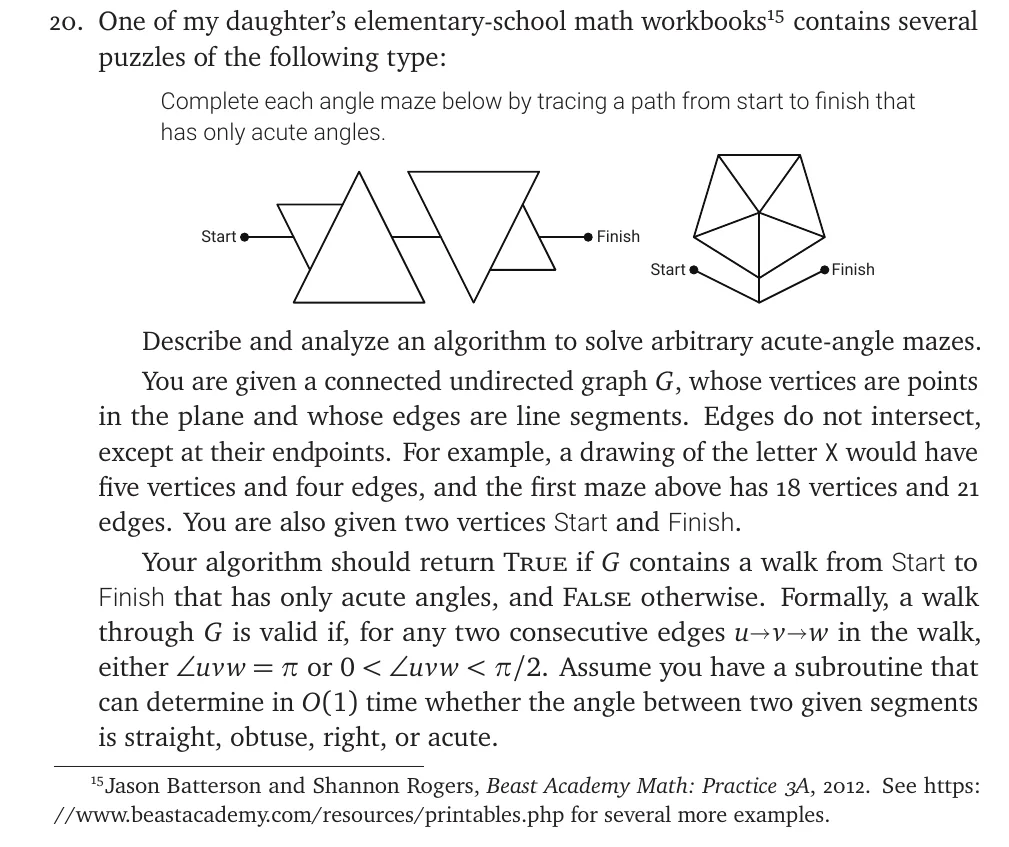 20. One of my daughter’s elementary-school math workbooks¹⁵ contains several
puzzles of the following type:
Complete each angle maze below by tracing a path from start to finish that
has only acute angles.
Start
Finish
Start
Finish
Describe and analyze an algorithm to solve arbitrary acute-angle mazes.
You are given a connected undirected graph G, whose vertices are points
in the plane and whose edges are line segments. Edges do not intersect,
except at their endpoints. For example, a drawing of the letter X would have
five vertices and four edges, and the first maze above has 18 vertices and 21
edges. You are also given two vertices Start and Finish.
Your algorithm should return TRUE if G contains a walk from Start to
Finish that has only acute angles, and FALSE otherwise. Formally, a walk
through G is valid if, for any two consecutive edges u→v→w in the walk,
either ∠uvw = π or 0 < ∠uvw < π/2. Assume you have a subroutine that
can determine in O(1) time whether the angle between two given segments
is straight, obtuse, right, or acute.
¹⁵Jason Batterson and Shannon Rogers, Beast Academy Math: Practice 3A, 2012. See https:
//www.beastacademy.com/resources/printables.php for several more examples.